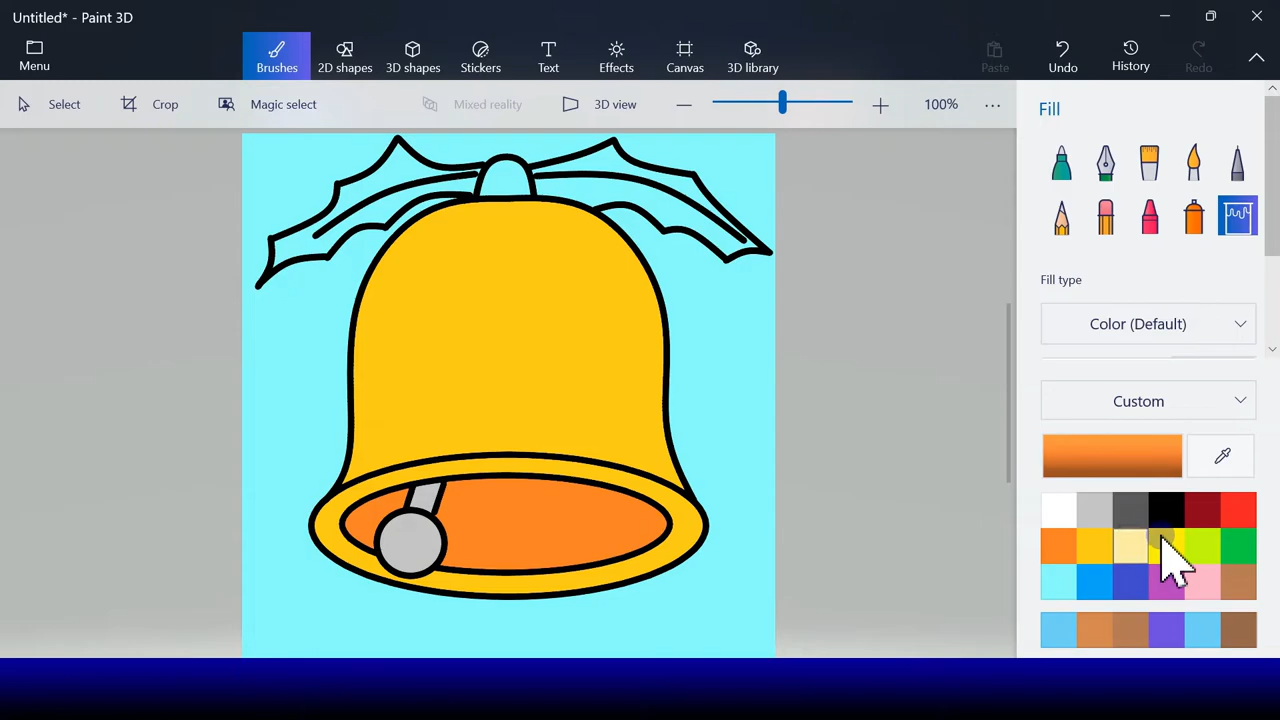 Untitled* - Paint 3D
Menu
Brushes
2D shapes
3D shapes
Stickers
Text
Effects
Canvas
3D library
Paste
Undo
History
Redo
Select
Crop
Magic select
Mixed reality
3D view
100%
Fill
Fill type
Color (Default)
Custom